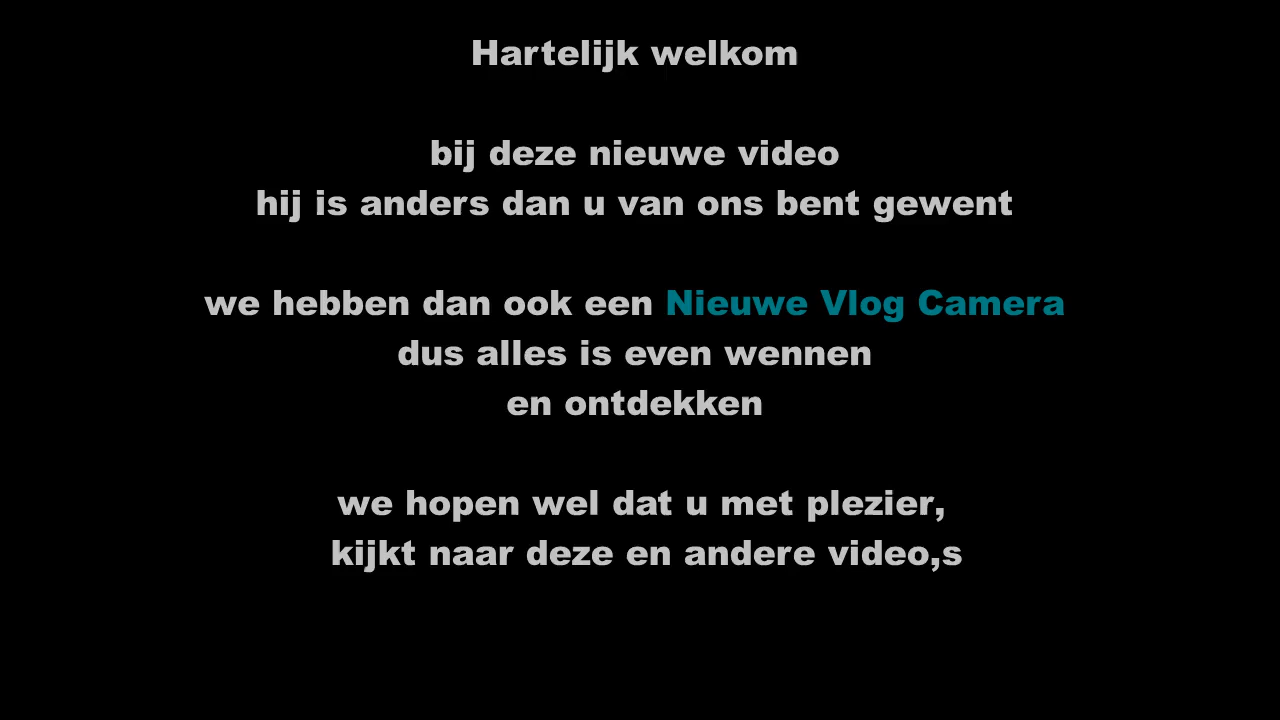 Hartelijk welkom
bij deze nieuwe video
hij is anders dan u van ons bent gewent
we hebben dan ook een Nieuwe Vlog Camera
dus alles is even wennen
en ontdekken
we hopen wel dat u met plezier,
kijkt naar deze en andere video,s